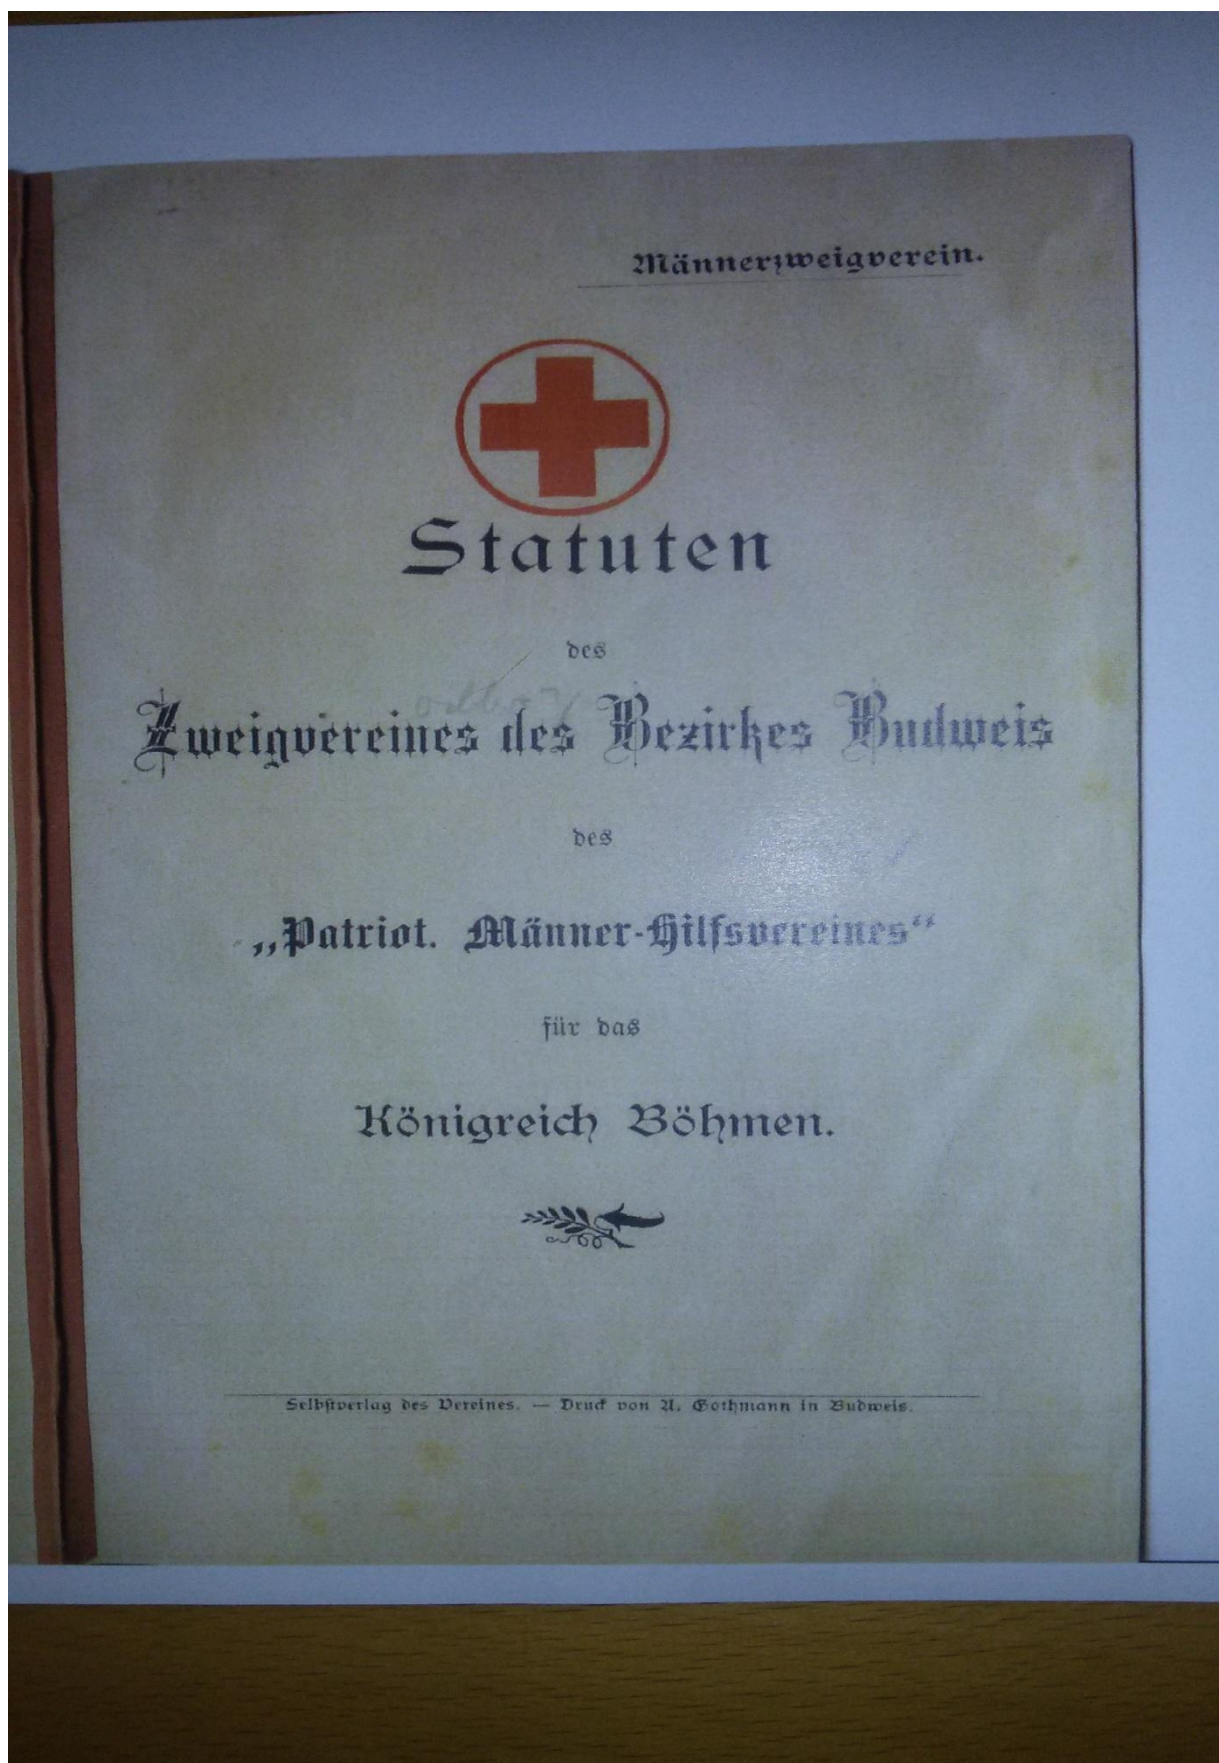 Männerzweigverein.
Statuten
des
Zweigvereines des Bezirkes Budweis
des
„Patriot. Männer-Hilfsvereines“
für das
Königreich Böhmen.
Selbstverlag des Vereines. — Druck von A. Gothmann in Budweis.